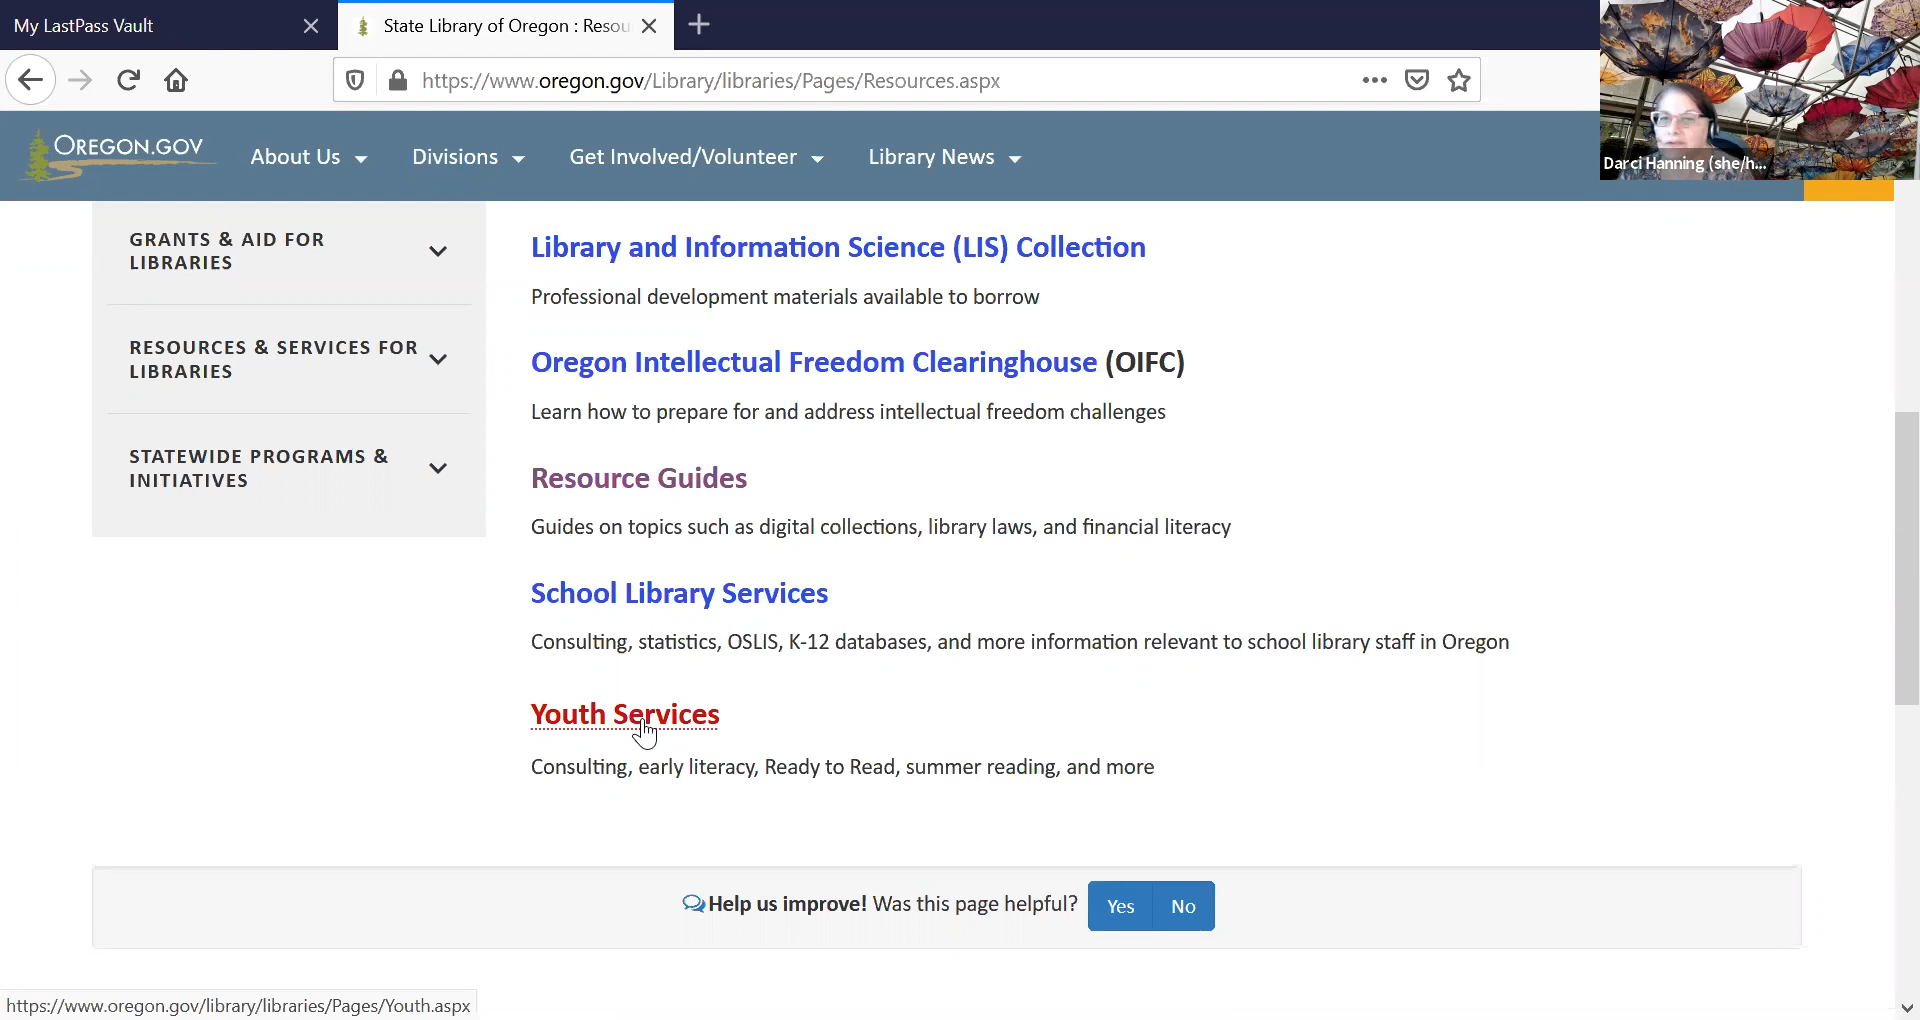 My LastPass Vault
State Library of Oregon : Resou
https://www.oregon.gov/Library/libraries/Pages/Resources.aspx
Darci Hanning (she/h...
OREGON.GOV
About Us
Divisions
Get Involved/Volunteer
Library News
GRANTS & AID FOR
LIBRARIES
RESOURCES & SERVICES FOR
LIBRARIES
STATEWIDE PROGRAMS &
INITIATIVES
Library and Information Science (LIS) Collection
Professional development materials available to borrow
Oregon Intellectual Freedom Clearinghouse (OIFC)
Learn how to prepare for and address intellectual freedom challenges
Resource Guides
Guides on topics such as digital collections, library laws, and financial literacy
School Library Services
Consulting, statistics, OSLIS, K-12 databases, and more information relevant to school library staff in Oregon
Youth Services
Consulting, early literacy, Ready to Read, summer reading, and more
Help us improve! Was this page helpful?
Yes
No
https://www.oregon.gov/library/libraries/Pages/Youth.aspx